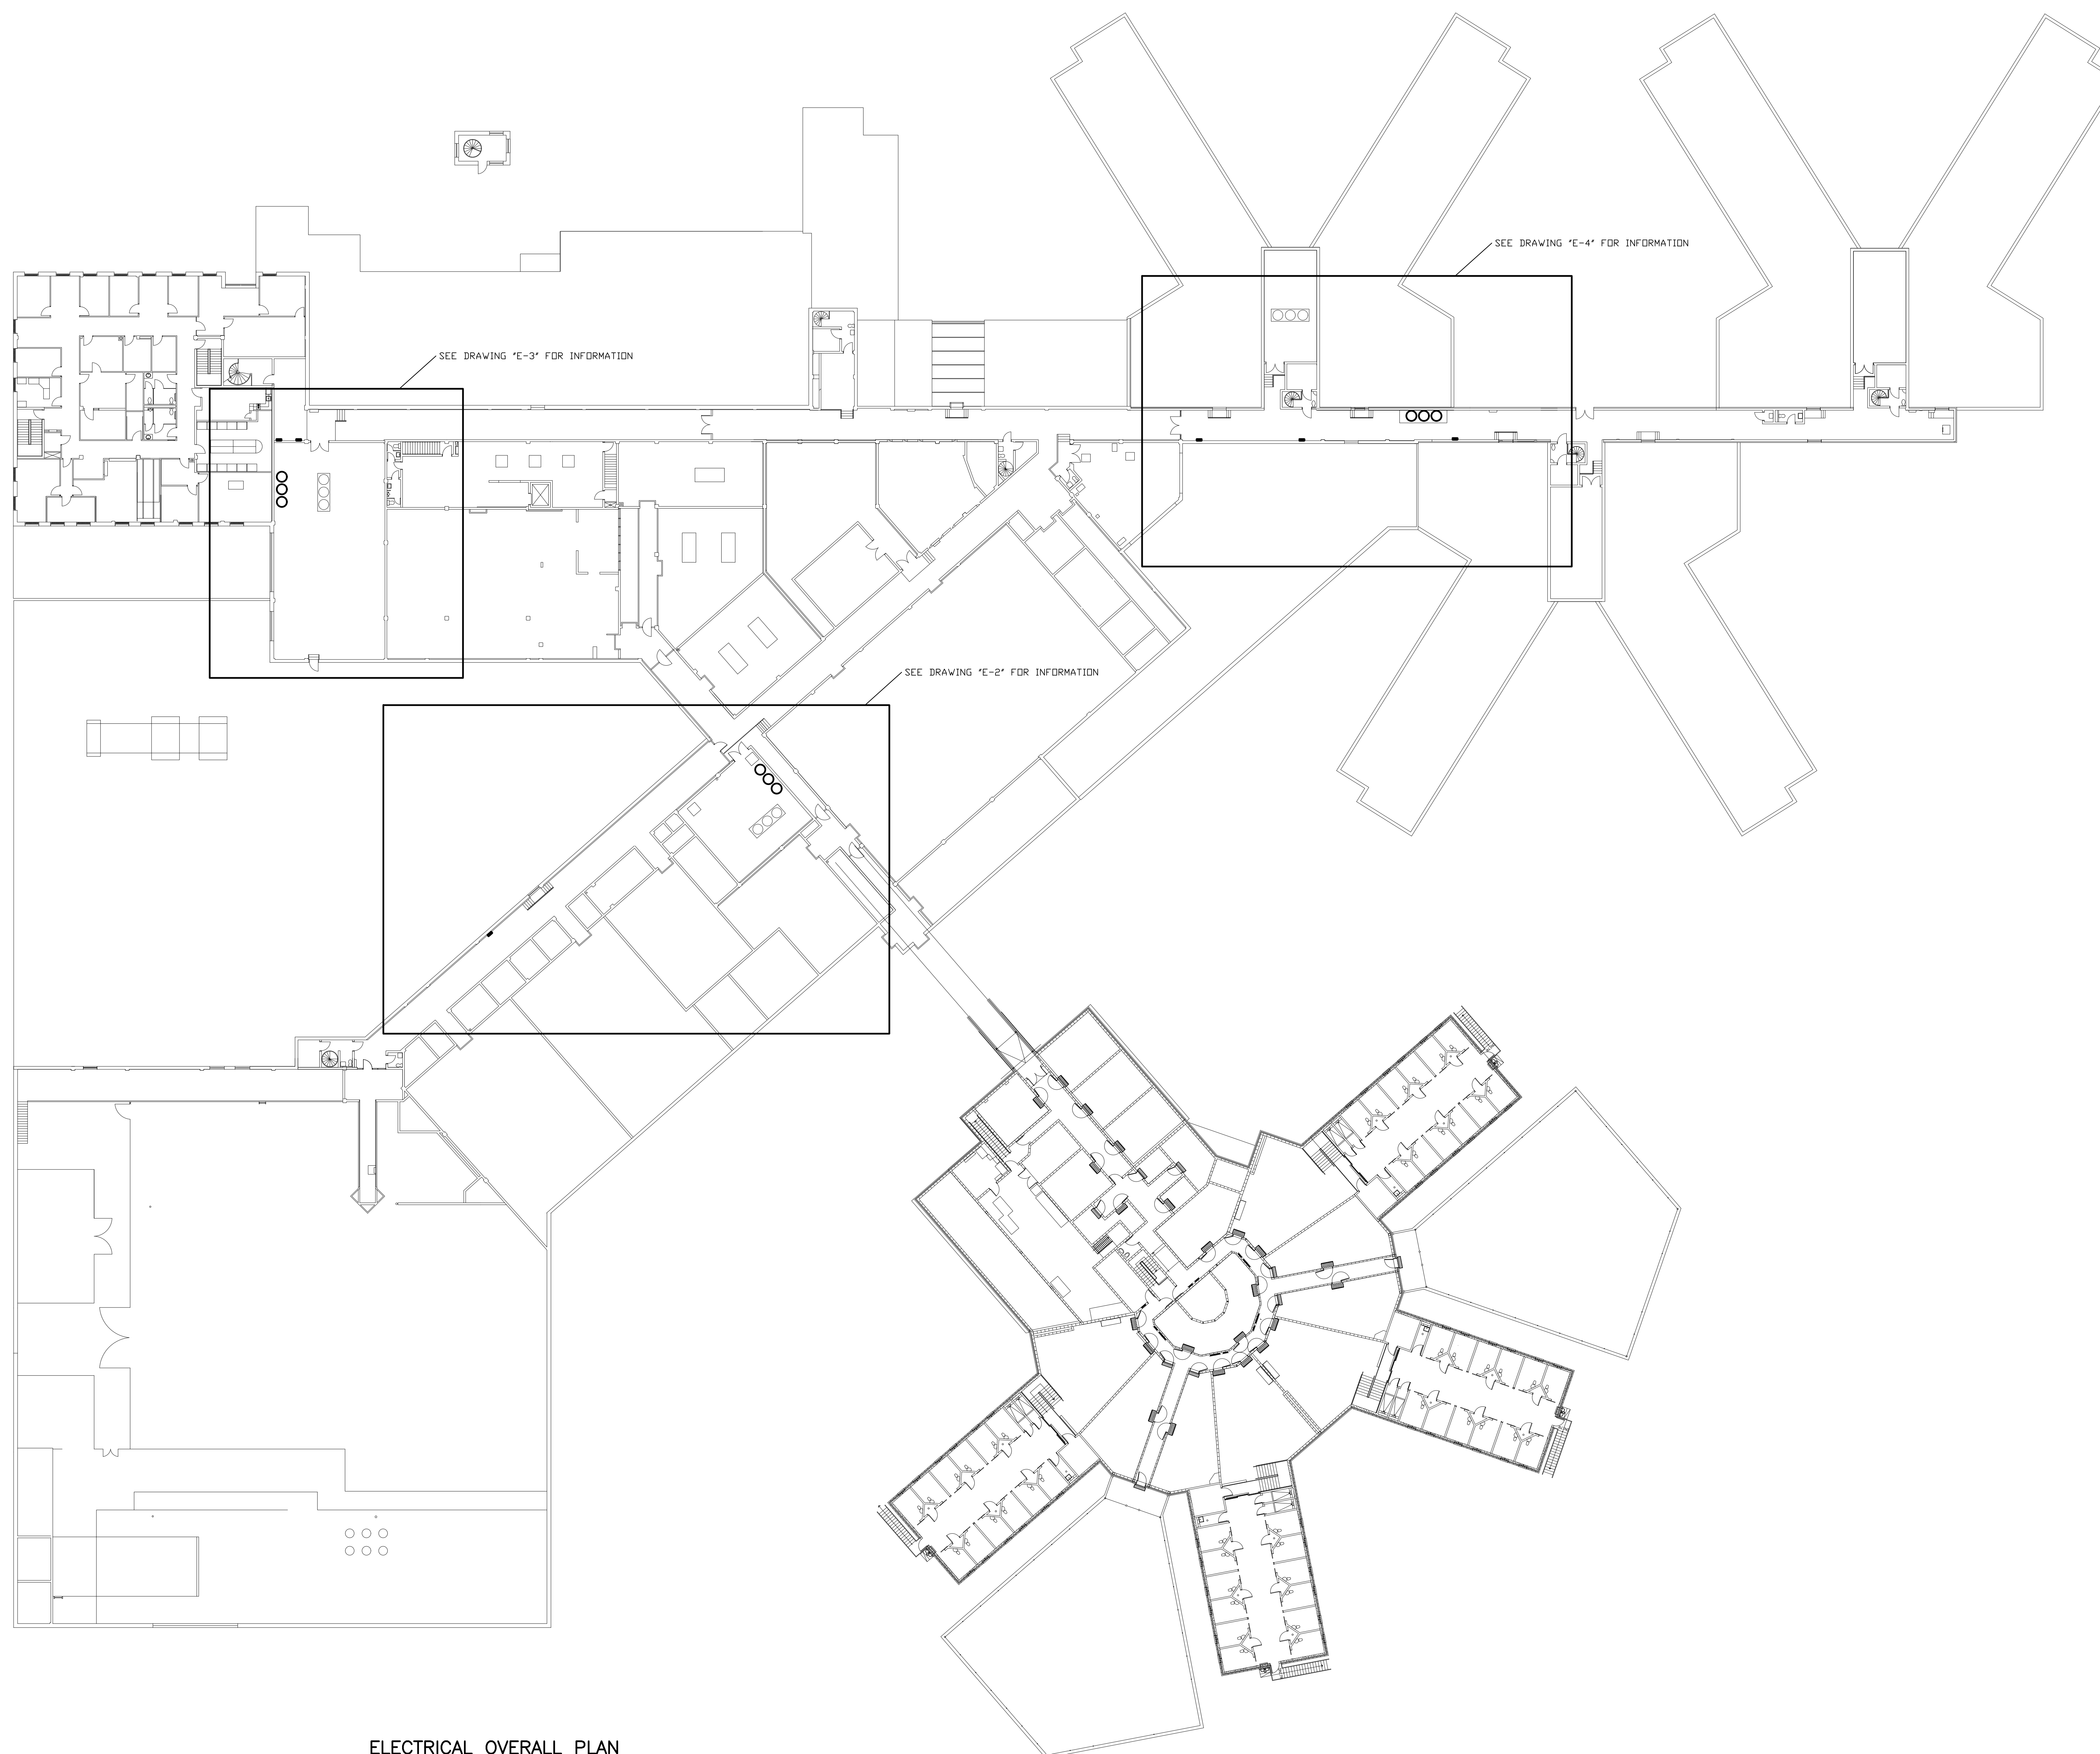 SEE DRAWING "E-4" FOR INFORMATION
SEE DRAWING "E-3" FOR INFORMATION
SEE DRAWING "E-2" FOR INFORMATION
ELECTRICAL OVERALL PLAN